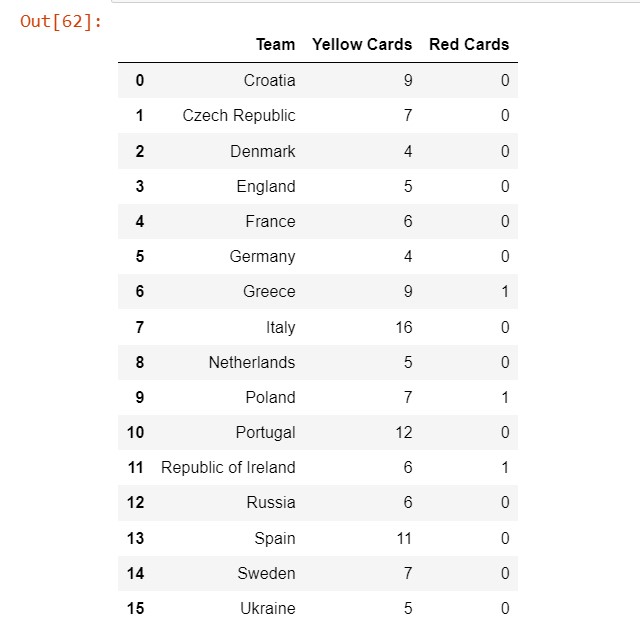 Out[62]:
Team Yellow Cards Red Cards
0 Croatia 9 0
1 Czech Republic 7 0
2 Denmark 4 0
3 England 5 0
4 France 6 0
5 Germany 4 0
6 Greece 9 1
7 Italy 16 0
8 Netherlands 5 0
9 Poland 7 1
10 Portugal 12 0
11 Republic of Ireland 6 1
12 Russia 6 0
13 Spain 11 0
14 Sweden 7 0
15 Ukraine 5 0